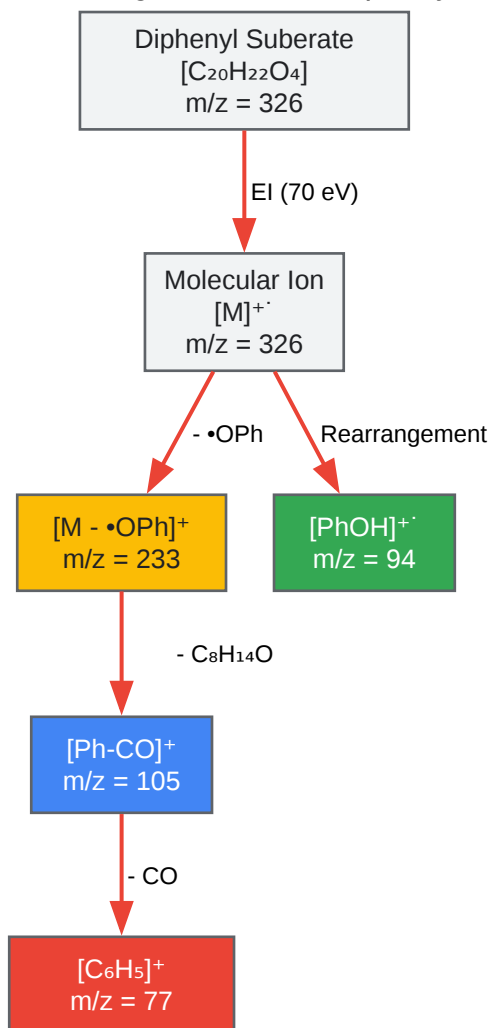 Diphenyl Suberate
[C₂₀H₂₂O₄]
m/z = 326
EI (70 eV)
Molecular Ion
[M]⁺˙
m/z = 326
- •OPh
Rearrangement
[M - •OPh]⁺
m/z = 233
[PhOH]⁺˙
m/z = 94
- C₈H₁₄O
[Ph-CO]⁺
m/z = 105
- CO
[C₆H₅]⁺
m/z = 77